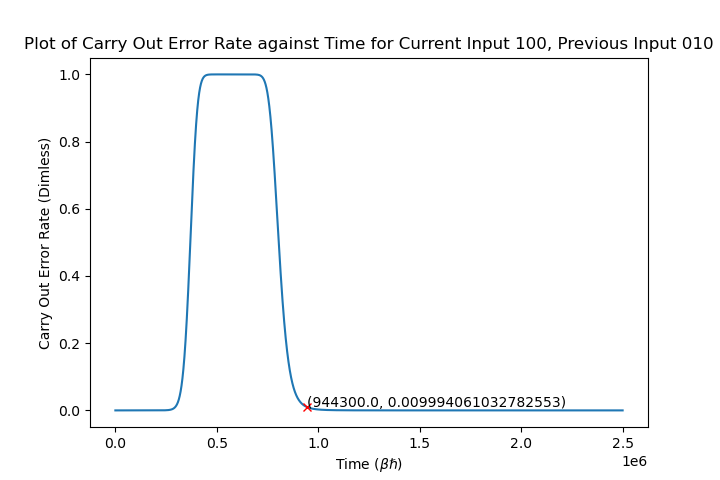 Plot of Carry Out Error Rate against Time for Current Input 100, Previous Input 010
1.0
0.8
0.6
0.4
0.2
0.0
Carry Out Error Rate (Dimless)
(944300.0, 0.009994061032782553)
0.0 0.5 1.0 1.5 2.0 2.5
1e6
Time (βℏ)